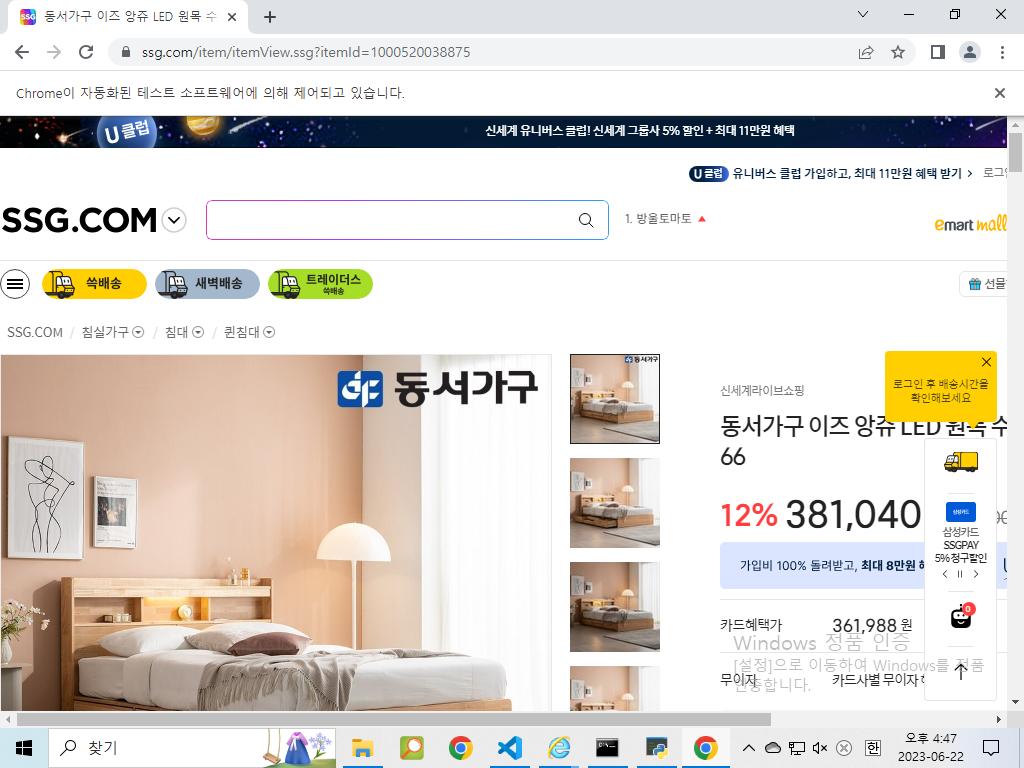 동서가구 이즈 앙쥬 LED 원목 수
ssg.com/item/itemView.ssg?itemId=1000520038875
Chrome이 자동화된 테스트 소프트웨어에 의해 제어되고 있습니다.
U 클럽
신세계 유니버스 클럽! 신세계 그룹사 5% 할인 + 최대 11만원 혜택
U 클럽 유니버스 클럽 가입하고, 최대 11만원 혜택 받기 >
SSG.COM
1. 방울토마토
emart mall
쓱배송
새벽배송
트레이더스
쓱배송
선물
SSG.COM / 침실가구 / 침대 / 퀸침대
동서가구
동서가구
로그인 후 배송시간을
확인해보세요
신세계라이브쇼핑
동서가구 이즈 앙쥬 LED 원목 수
66
12% 381,040
삼성카드
삼성카드
SSGPAY
5% 청구할인
가입비 100% 돌려받고, 최대 8만원
0
카드혜택가 361,988 원
Windows 정품 인증
[설정]으로 이동하여 Windows를 정품
인증합니다.
무이자 카드사별 무이자
찾기
한
오후 4:47
2023-06-22